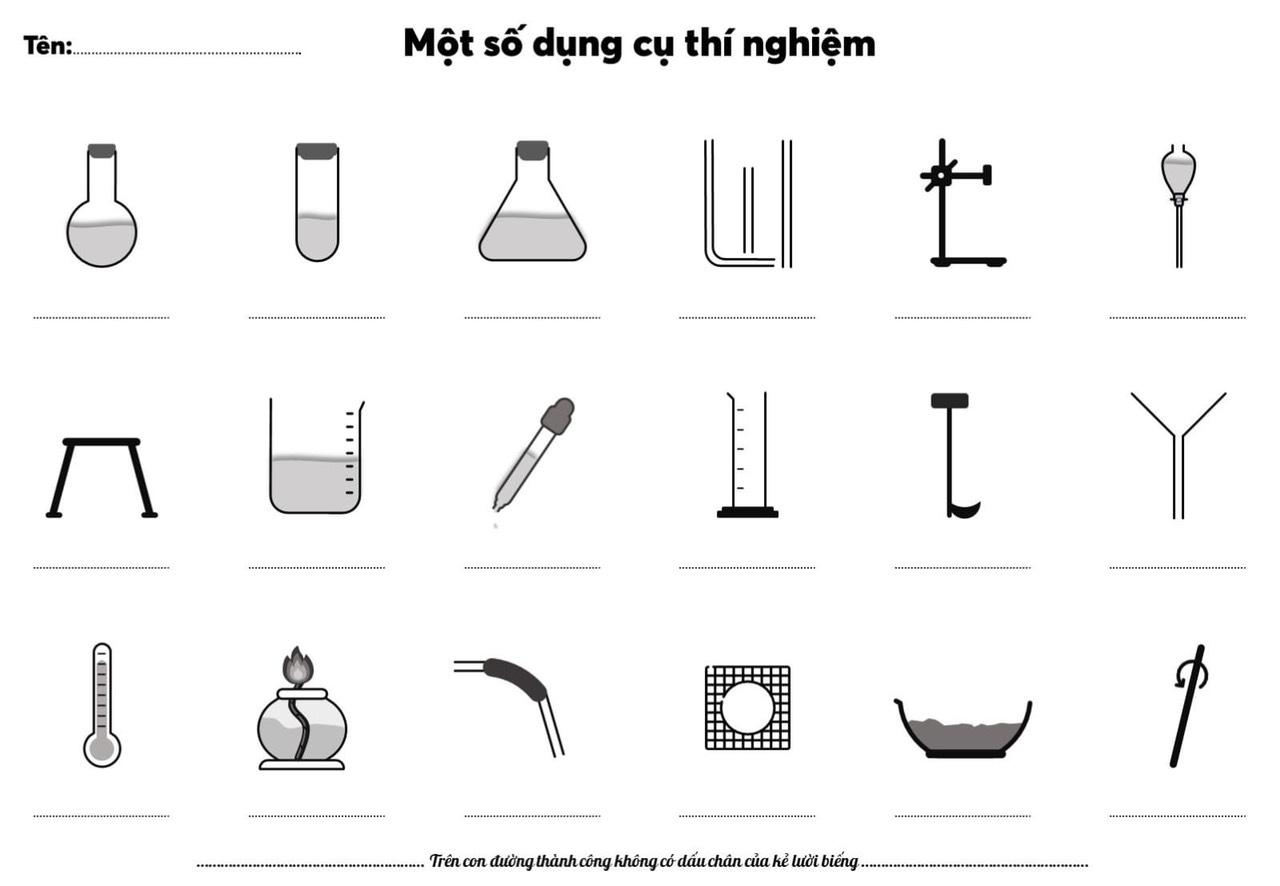 Tên:
Một số dụng cụ thí nghiệm
Trên con đường thành công không có dấu chân của kẻ lười biếng